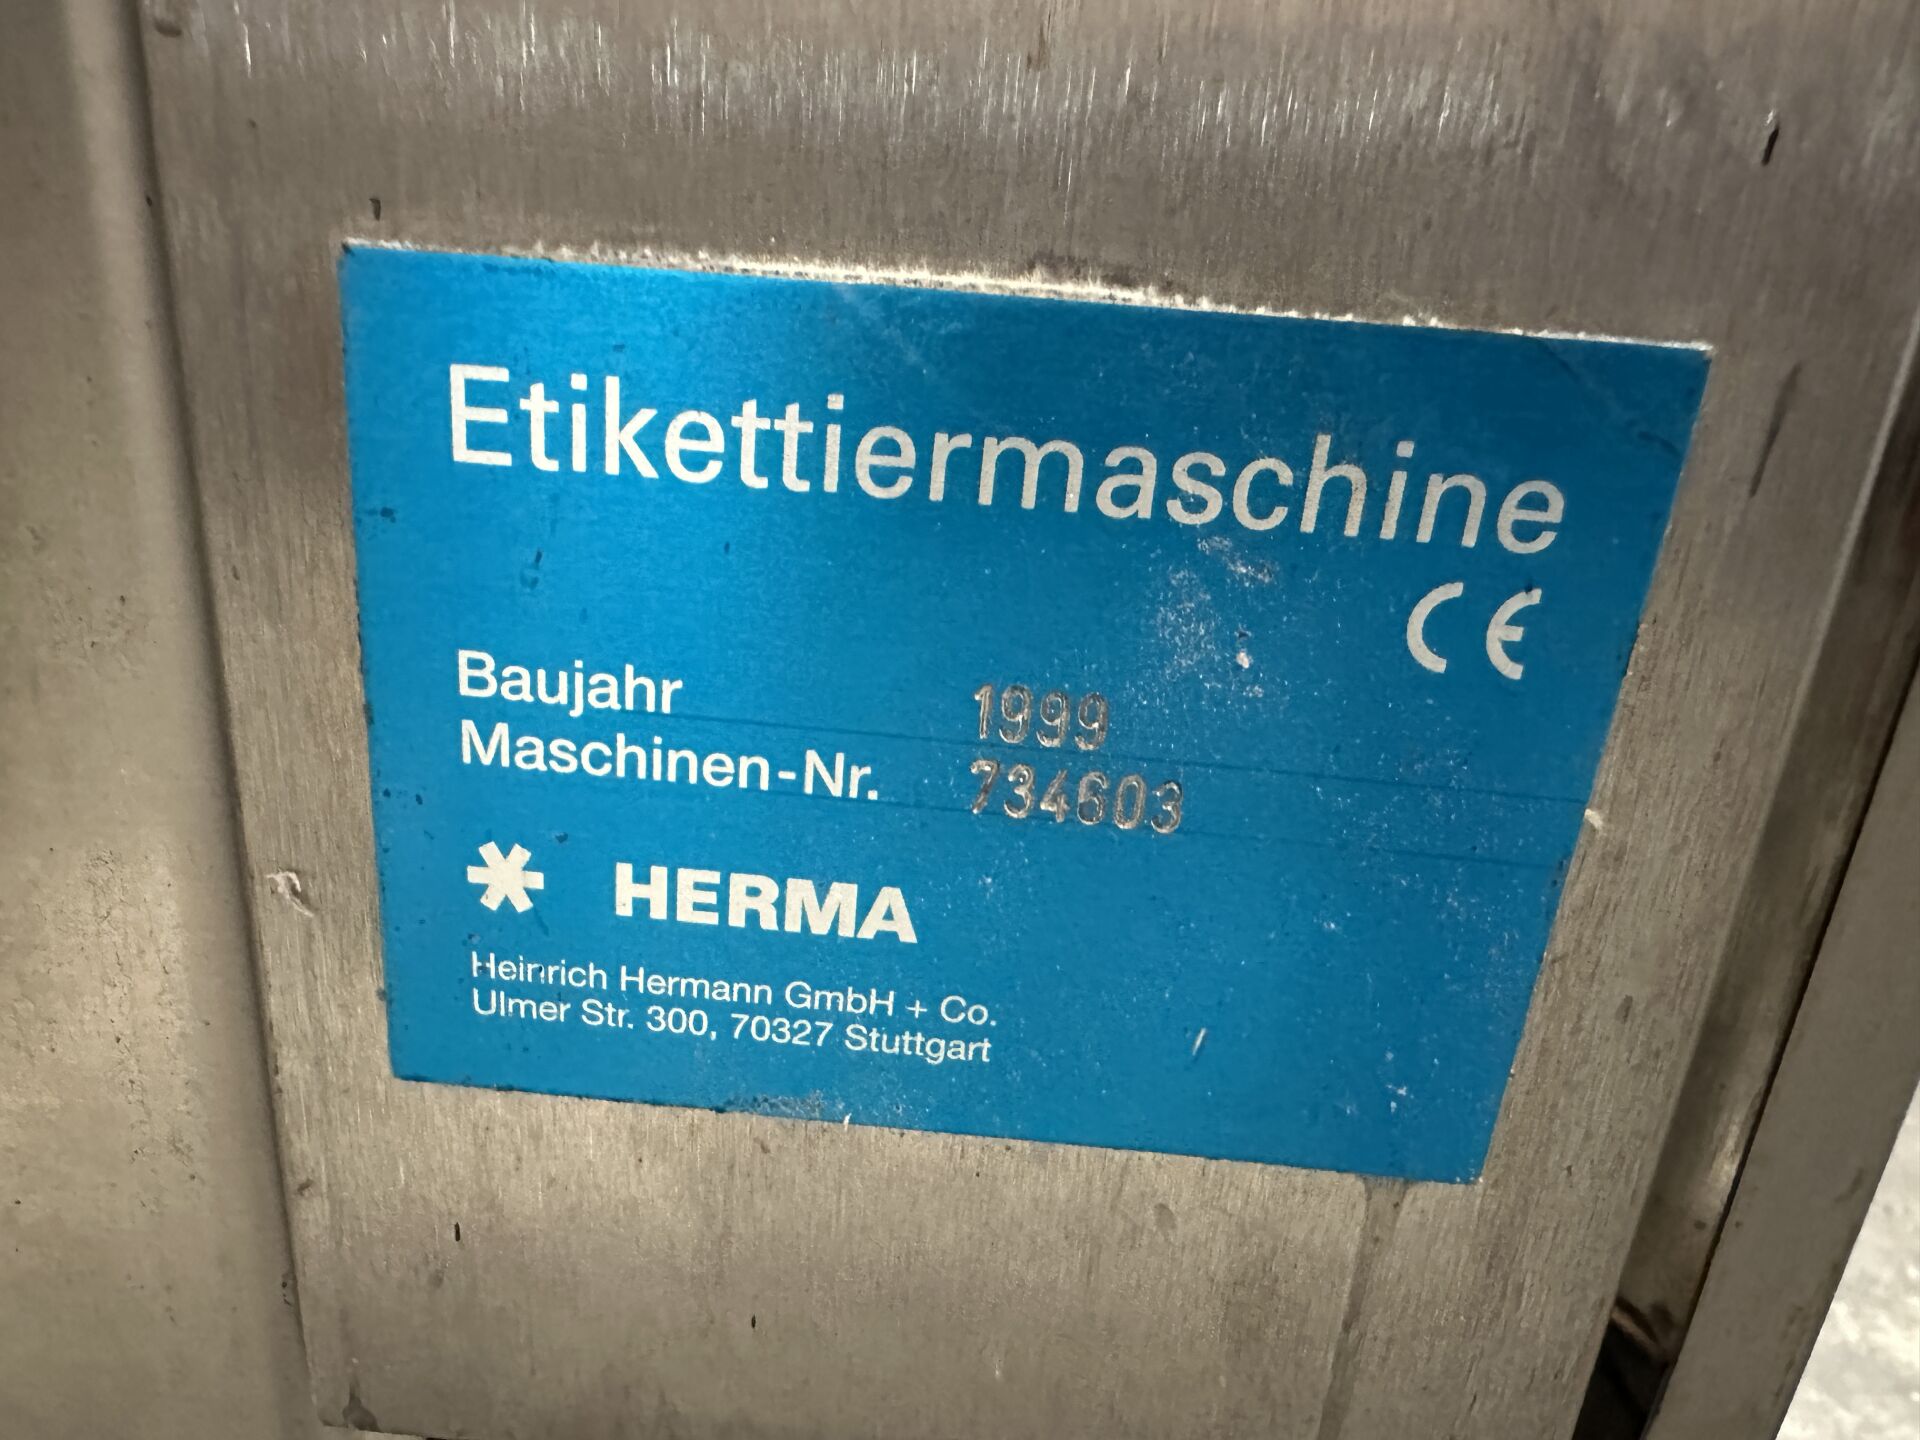 Etikettiermaschine
CE
Baujahr 1999
Maschinen-Nr. 734603
HERMA
Heinrich Hermann GmbH + Co.
Ulmer Str. 300, 70327 Stuttgart